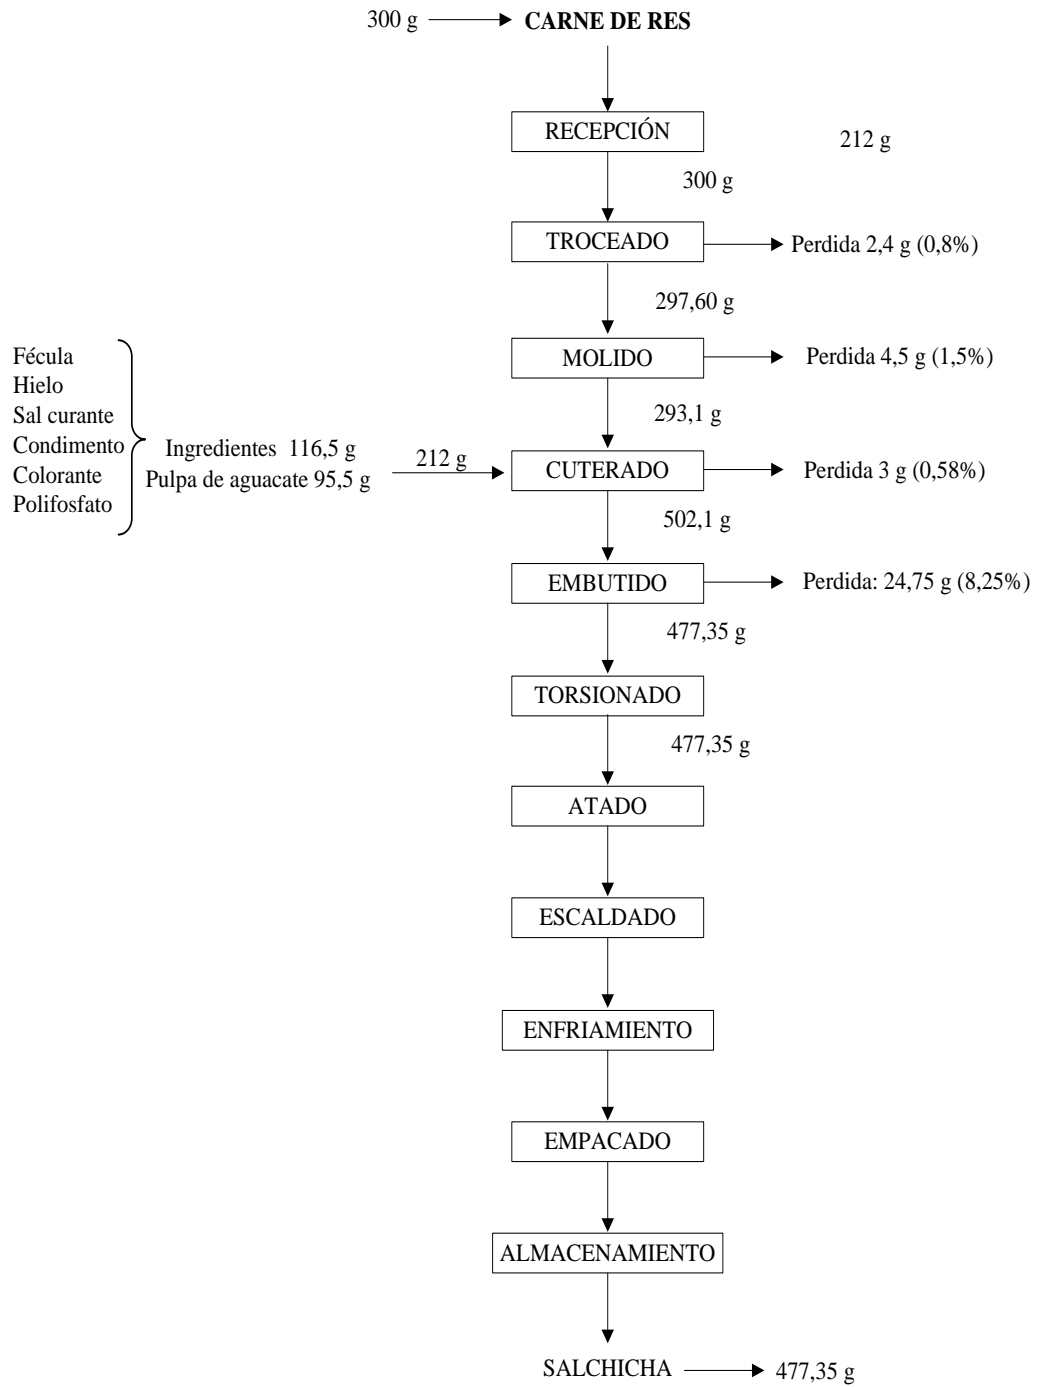 300 g
CARNE DE RES
RECEPCIÓN
212 g
300 g
TROCEADO
Perdida 2,4 g (0,8%)
297,60 g
MOLIDO
Perdida 4,5 g (1,5%)
293,1 g
Fécula
Hielo
Sal curante
Condimento
Colorante
Polifosfato
Ingredientes 116,5 g
Pulpa de aguacate 95,5 g
212 g
CUTERADO
Perdida 3 g (0,58%)
502,1 g
EMBUTIDO
Perdida: 24,75 g (8,25%)
477,35 g
TORSIONADO
477,35 g
ATADO
ESCALDADO
ENFRIAMIENTO
EMPACADO
ALMACENAMIENTO
SALCHICHA
477,35 g